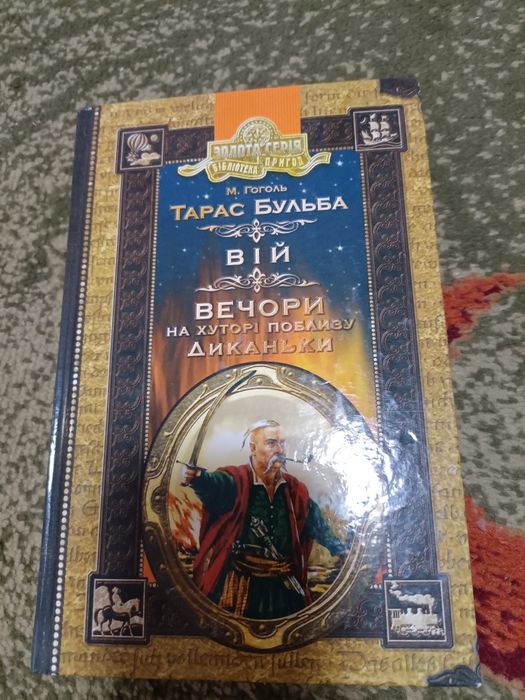 ЗОЛОТА СЕРІЯ
БІБЛІОТЕКА ПРИГОД
М. Гоголь
Тарас Бульба
Вій
Вечори
на хуторі поблизу
Диканьки